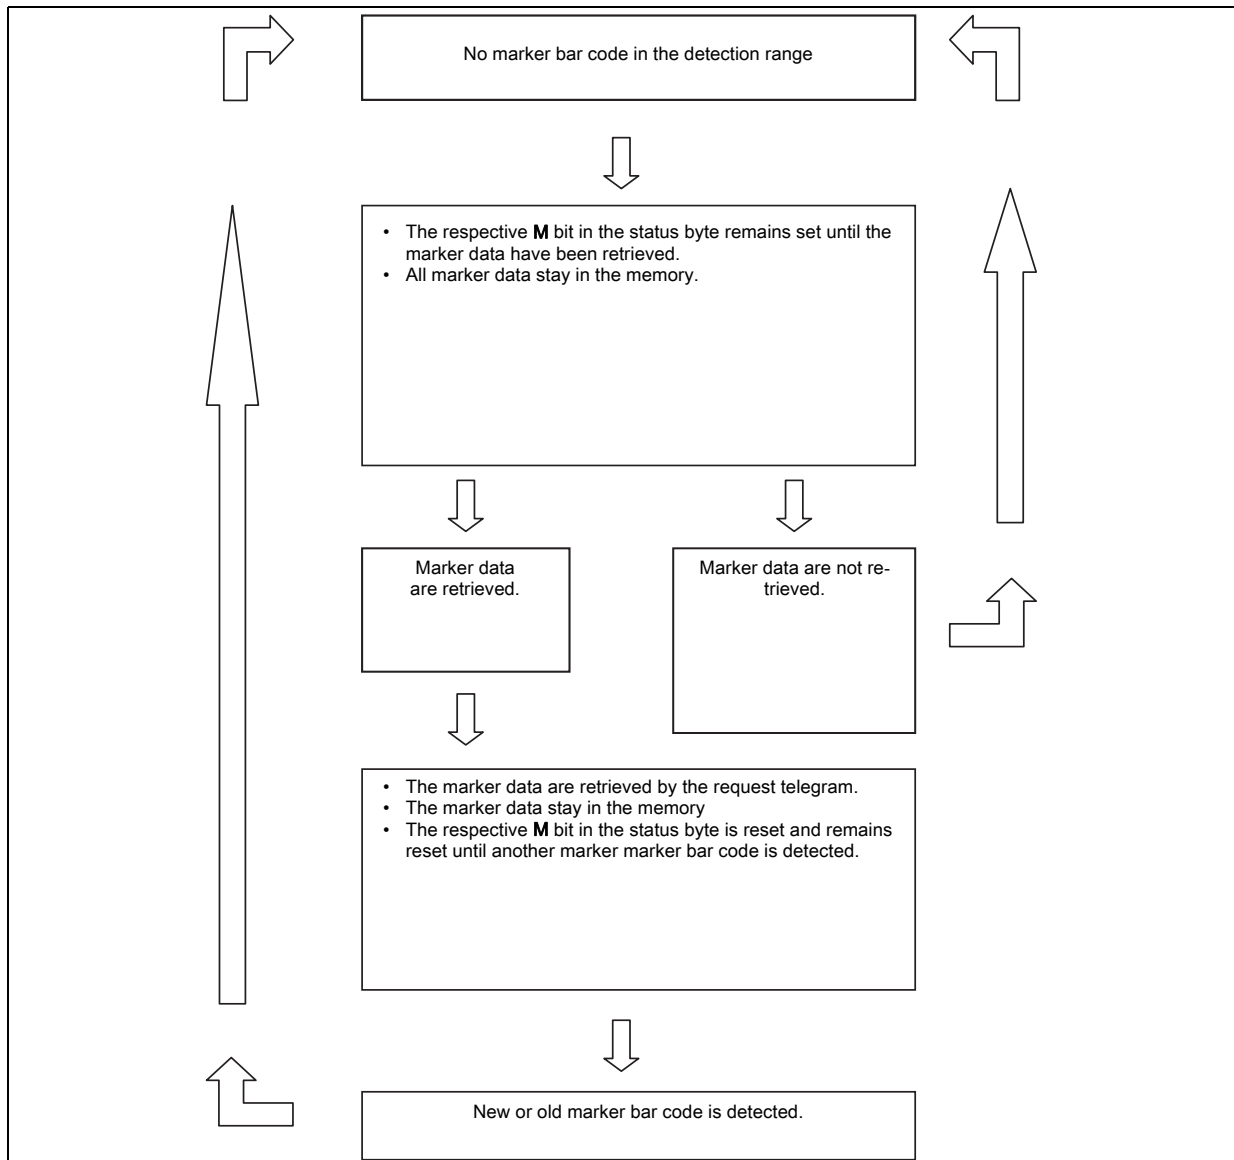 No marker bar code in the detection range
• The respective M bit in the status byte remains set until the
marker data have been retrieved.
• All marker data stay in the memory.
Marker data
are retrieved.
Marker data are not re-
trieved.
• The marker data are retrieved by the request telegram.
• The marker data stay in the memory
• The respective M bit in the status byte is reset and remains
reset until another marker marker bar code is detected.
New or old marker bar code is detected.